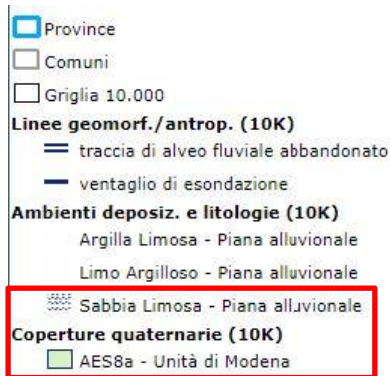 Province
Comuni
Griglia 10.000
Linee geomorf./antrop. (10K)
traccia di alveo fluviale abbandonato
ventaglio di esondazione
Ambienti deposiz. e litologie (10K)
Argilla Limosa - Piana alluvionale
Limo Argilloso - Piana alluvionale
Sabbia Limosa - Piana alluvionale
Coperture quaternarie (10K)
AES8a - Unità di Modena